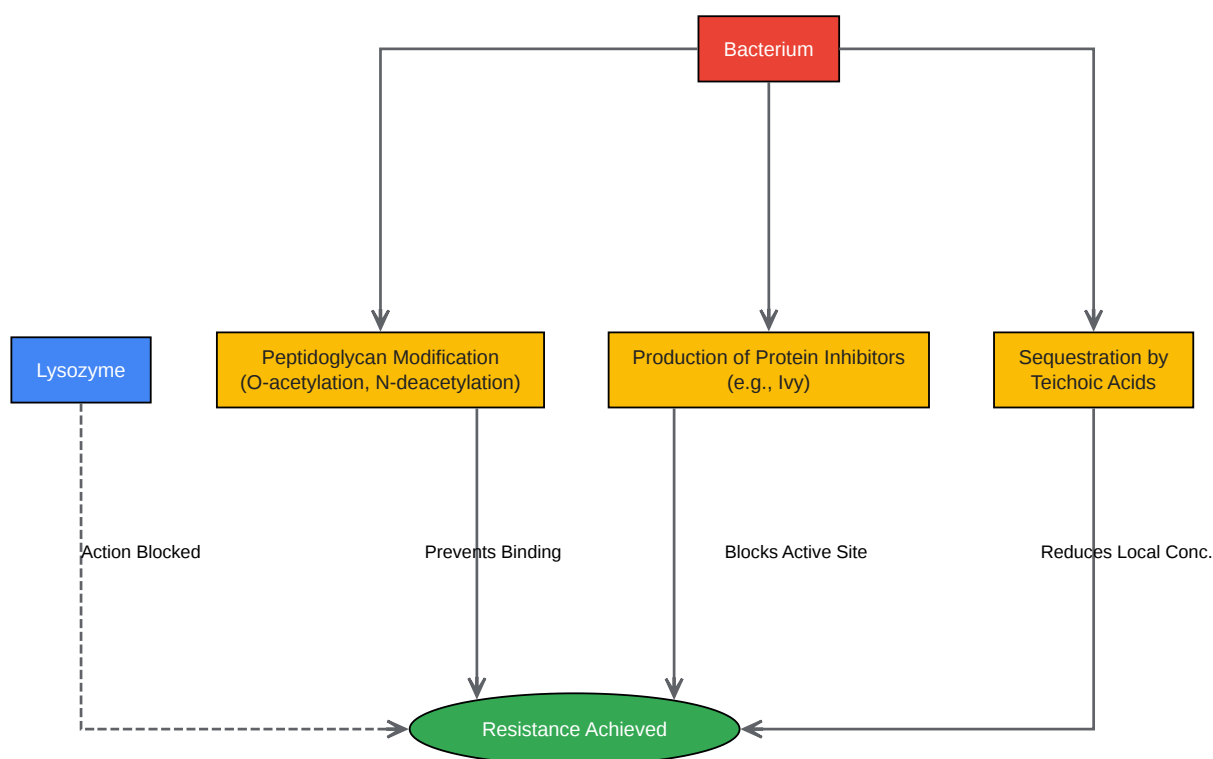 Bacterium
Lysozyme
Peptidoglycan Modification
(O-acetylation, N-deacetylation)
Production of Protein Inhibitors
(e.g., Ivy)
Sequestration by
Teichoic Acids
Action Blocked
Prevents Binding
Blocks Active Site
Reduces Local Conc.
Resistance Achieved